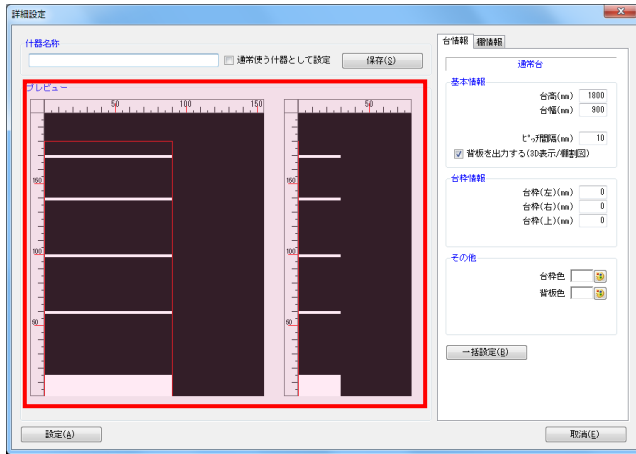 詳細設定
什器名称
通常使う什器として設定
保存(S)
プレビュー
50 100 150
50
150
100
50
150
100
50
台情報 棚情報
通常台
基本情報
台高(mm) 1800
台幅(mm) 900
ピッチ間隔(mm) 10
背板を出力する(3D表示/棚割図)
台枠情報
台枠(左)(mm) 0
台枠(右)(mm) 0
台枠(上)(mm) 0
その他
台枠色
背板色
一括設定(B)
設定(A)
取消(E)